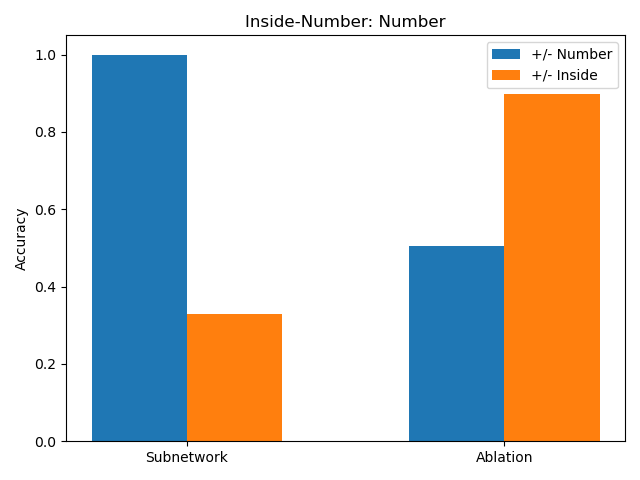 Inside-Number: Number
+/- Number
+/- Inside
Accuracy
1.0
0.8
0.6
0.4
0.2
0.0
Subnetwork
Ablation